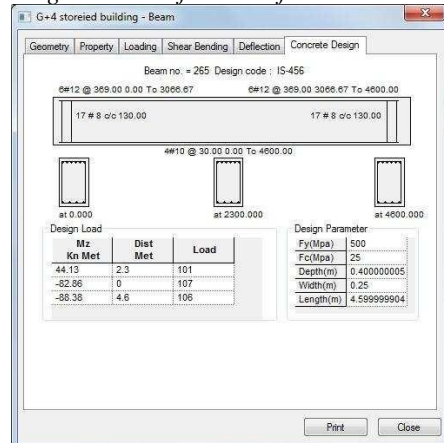 G+4 storeied building - Beam
Geometry Property Loading Shear Bending Deflection Concrete Design
Beam no. = 265 Design code : IS-456
6#12 @ 369.00 0.00 To 3066.67 6#12 @ 369.00 3066.67 To 4600.00
17 # 8 c/c 130.00 17 # 8 c/c 130.00
4#10 @ 30.00 0.00 To 4600.00
at 0.000 at 2300.000 at 4600.000
Design Load Design Parameter
Mz Kn Met Dist Met Load
44.13 2.3 101
-82.86 0 107
-88.38 4.6 106
Fy(Mpa) 500
Fc(Mpa) 25
Depth(m) 0.400000005
Width(m) 0.25
Length(m) 4.599999904
Print Close